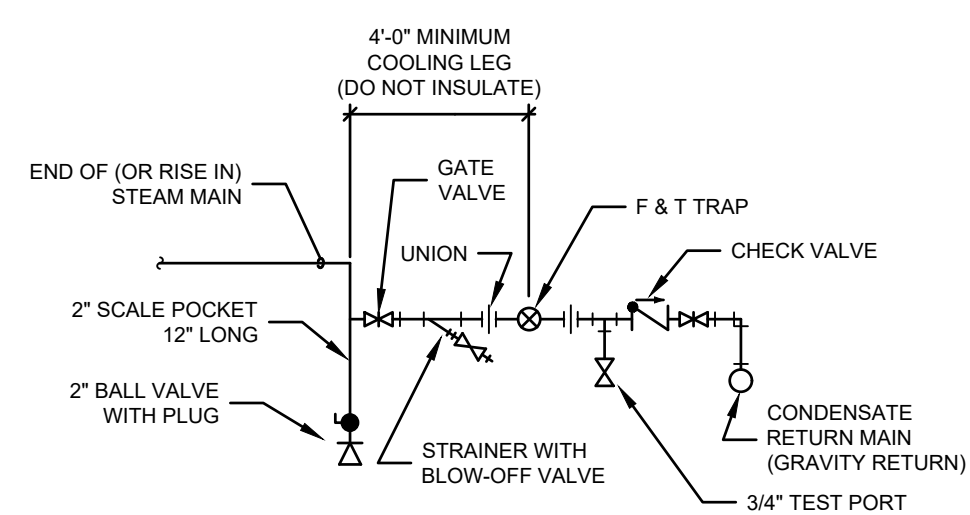 4'-0" MINIMUM
COOLING LEG
(DO NOT INSULATE)
END OF (OR RISE IN)
STEAM MAIN
GATE
VALVE
F & T TRAP
UNION
CHECK VALVE
2" SCALE POCKET
12" LONG
2" BALL VALVE
WITH PLUG
STRAINER WITH
BLOW-OFF VALVE
CONDENSATE
RETURN MAIN
(GRAVITY RETURN)
3/4" TEST PORT